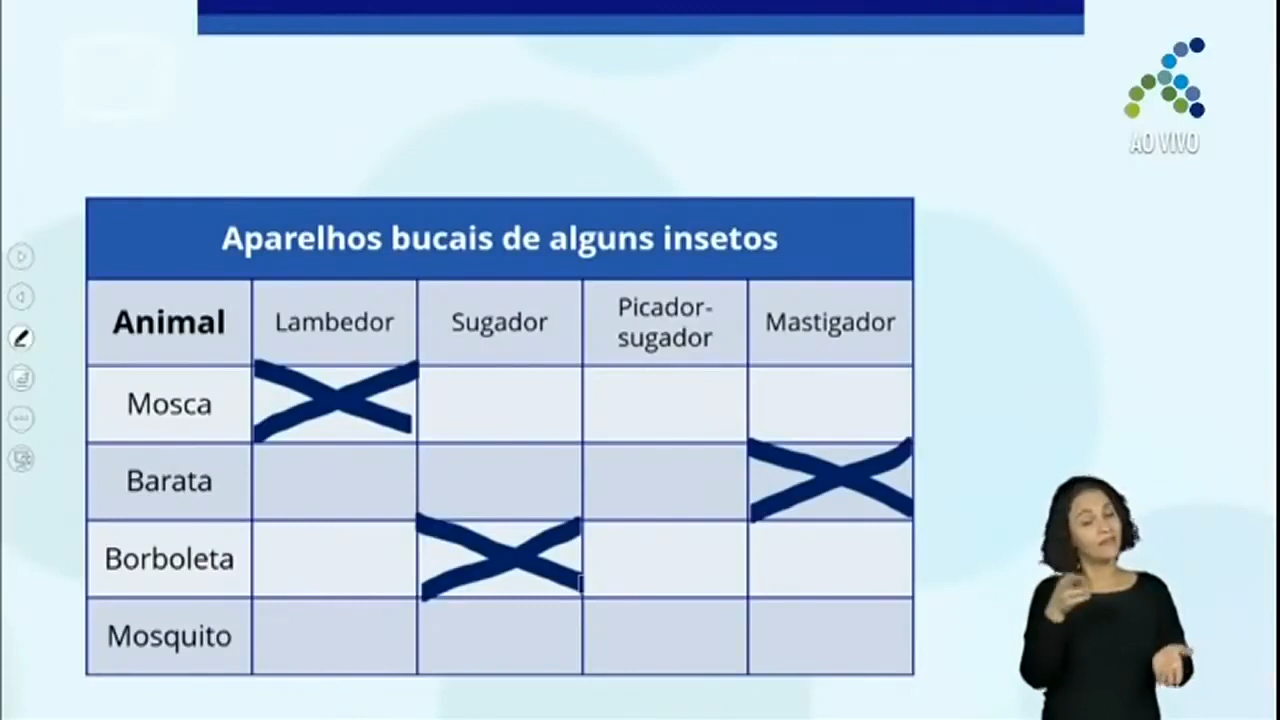 AO VIVO
Aparelhos bucais de alguns insetos
Animal
Lambedor
Sugador
Picador-
sugador
Mastigador
Mosca
Barata
Borboleta
Mosquito